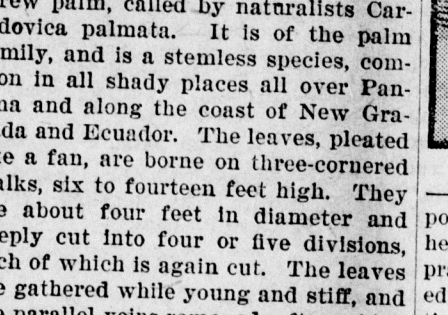 rew palm, called by naturalists Car-
dovica palmata. It is of the palm
mily, and is a stemless species, com-
on in all shady places all over Pan-
na and along the coast of New Gra-
da and Ecuador. The leaves, pleated
e a fan, are borne on three-cornered
alks, six to fourteen feet high. They
e about four feet in diameter and
eply cut into four or five divisions,
ch of which is again cut. The leaves
e gathered while young and stiff, and
parallel veins
po
he
pr
ed